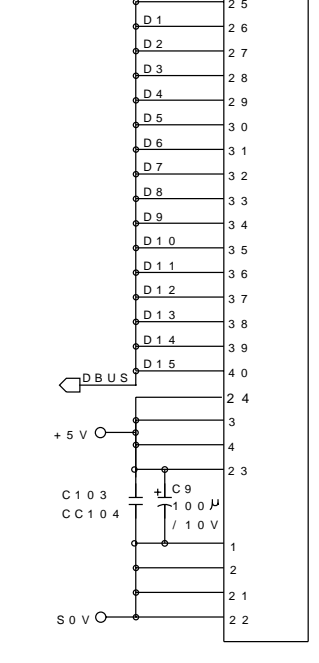 25
D1
26
D2
27
D3
28
D4
29
D5
30
D6
31
D7
32
D8
33
D9
34
D10
35
D11
36
D12
37
D13
38
D14
39
D15
40
DBUS
24
3
+5V
4
23
C103
CC104
+
C9
100μ
/10V
1
2
21
S0V
22